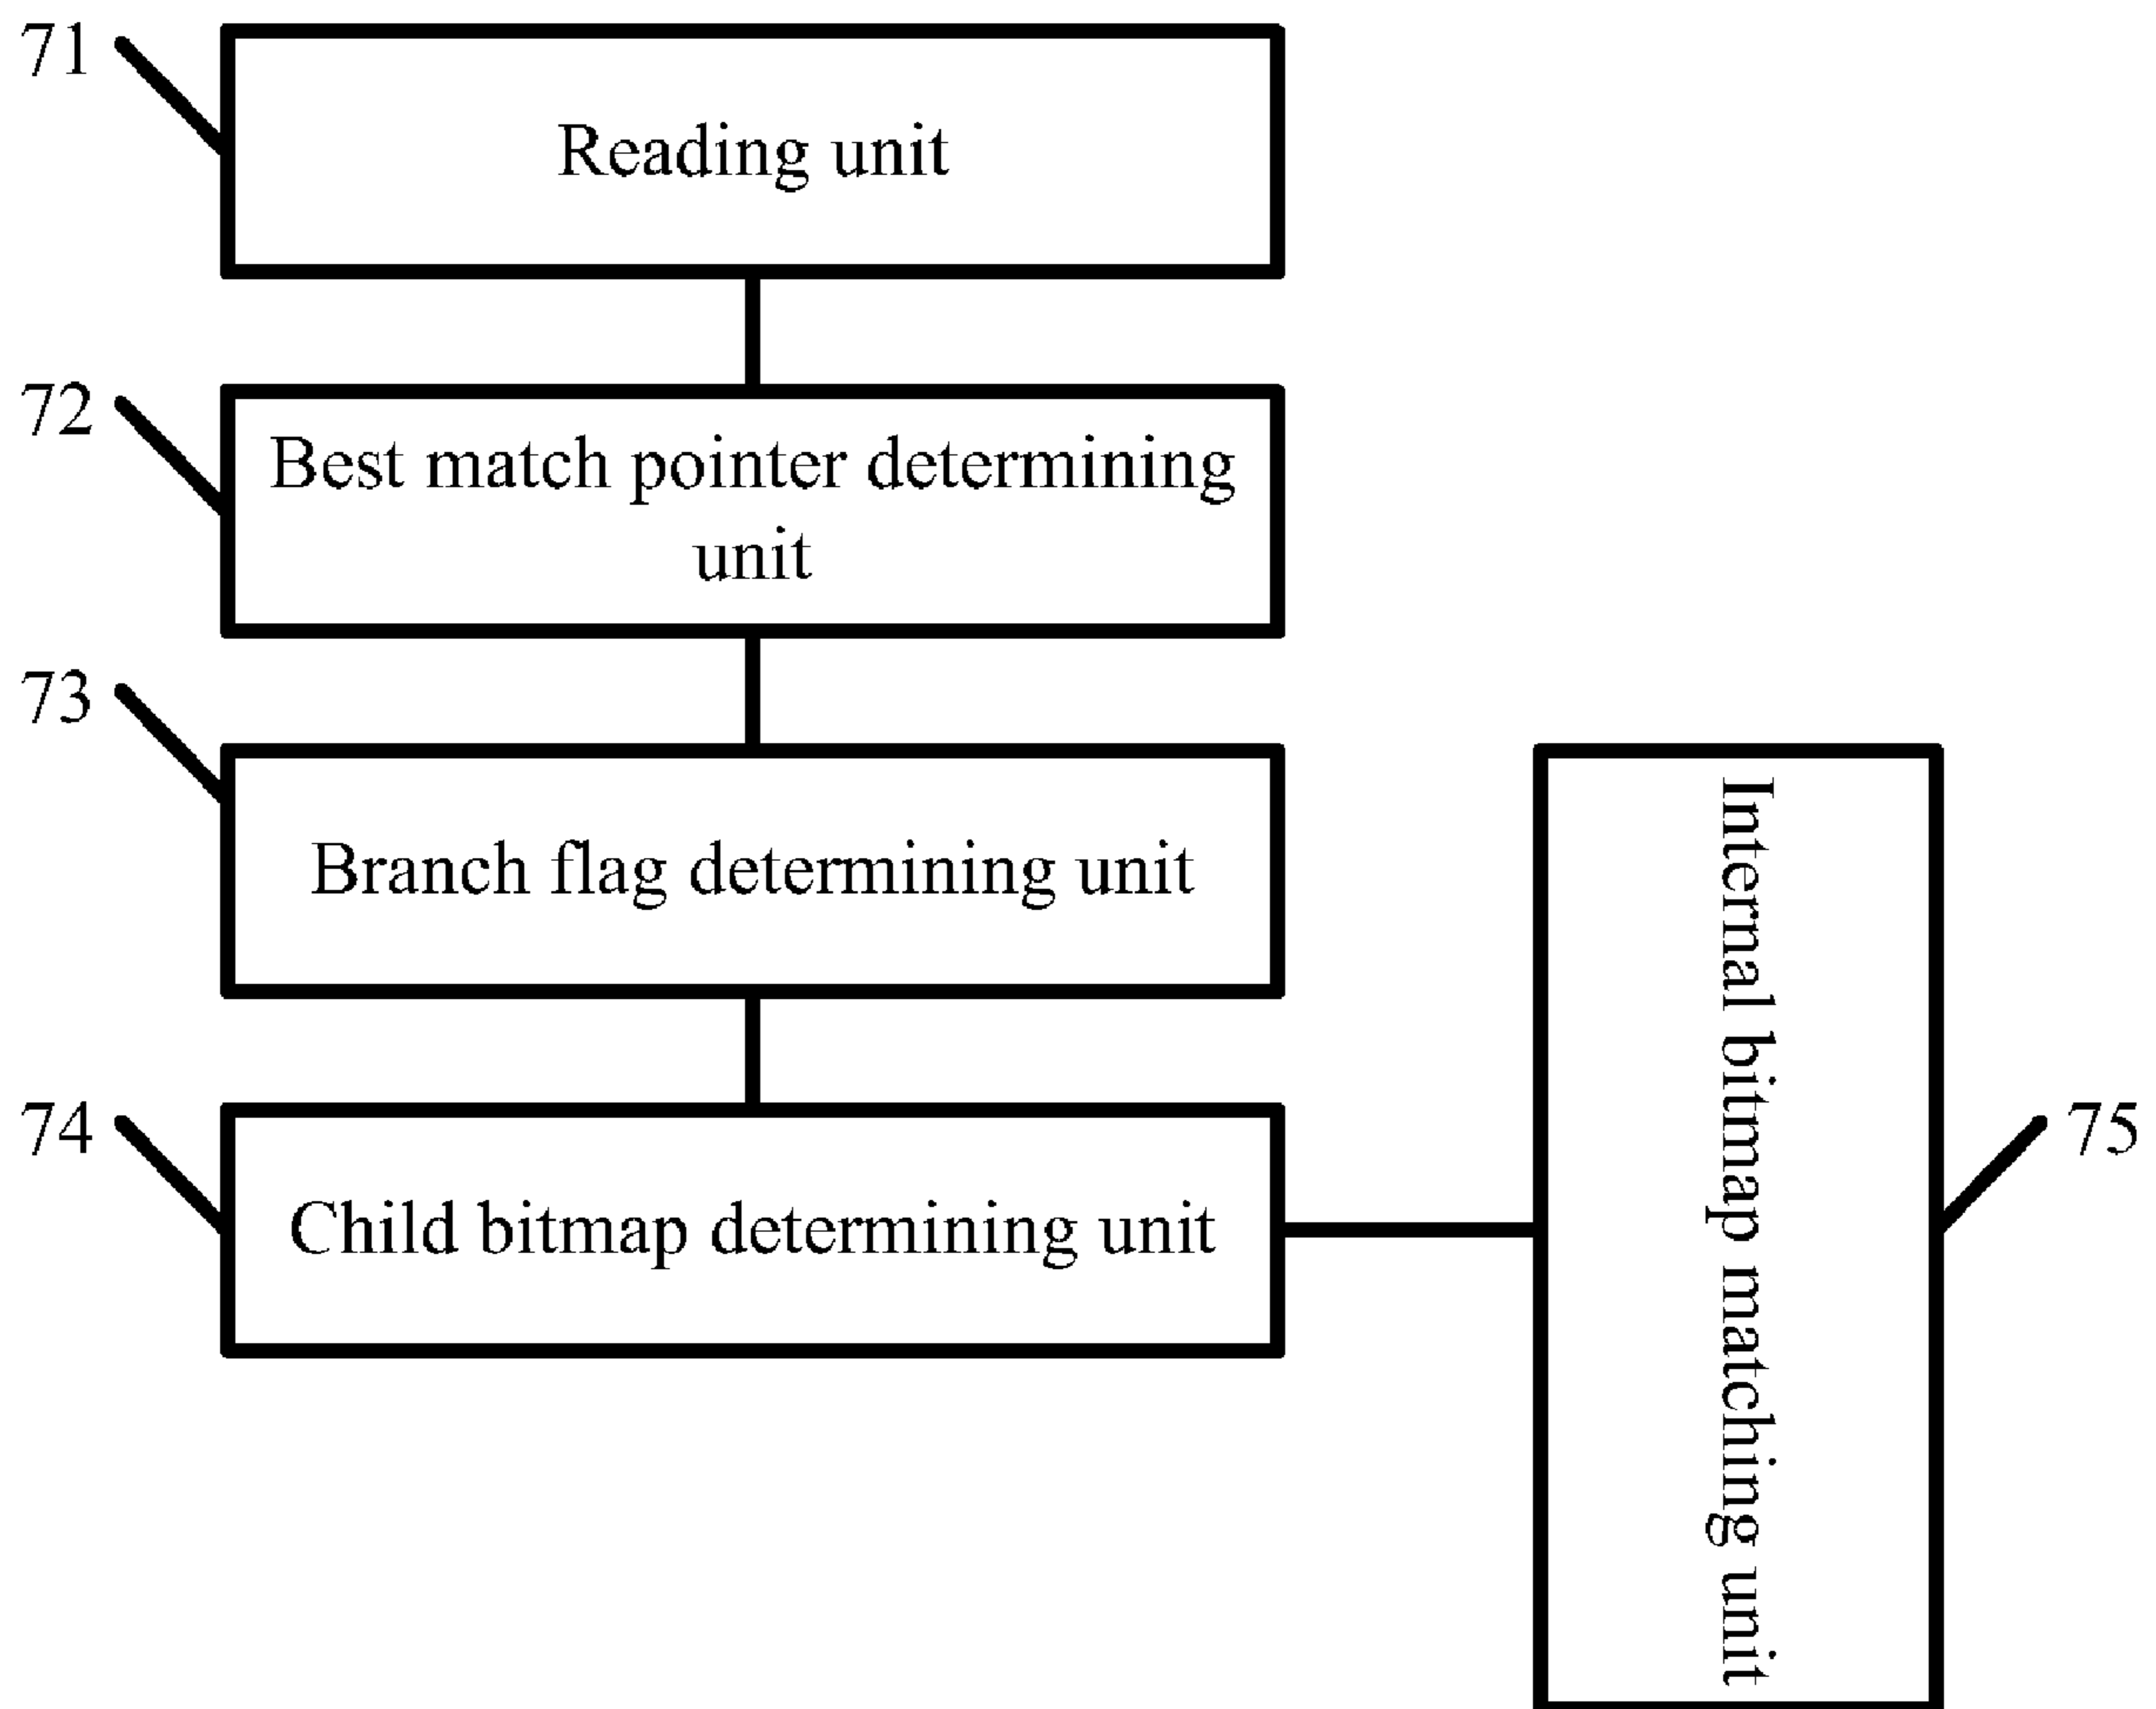 71
Reading unit
72
Best match pointer determining
unit
73
Branch flag determining unit
74
Child bitmap determining unit
Internal bitmap matching unit
75